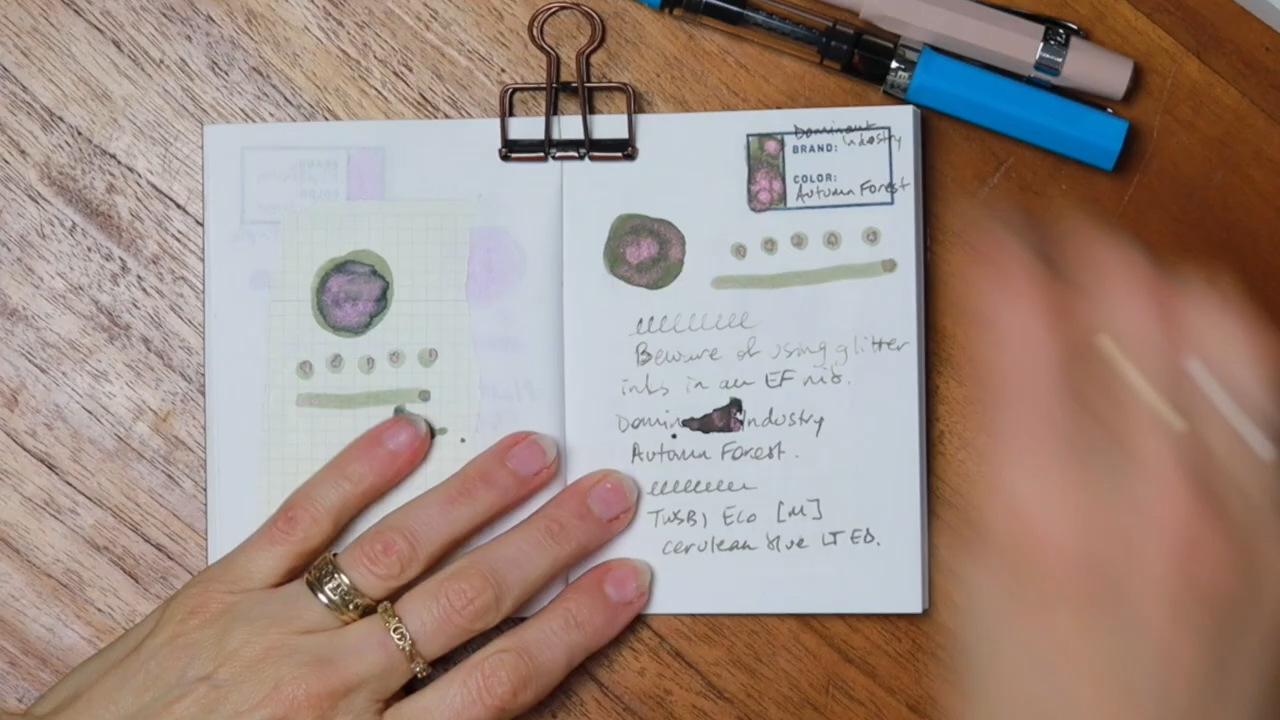 Dominant
Industry
BRAND:
COLOR:
Autumn Forest
Beware of using glitter
inks in an EF nib.
Domin Industry
Autumn Forest.
TWSBI Eco [M]
cerulean blue LT ED.